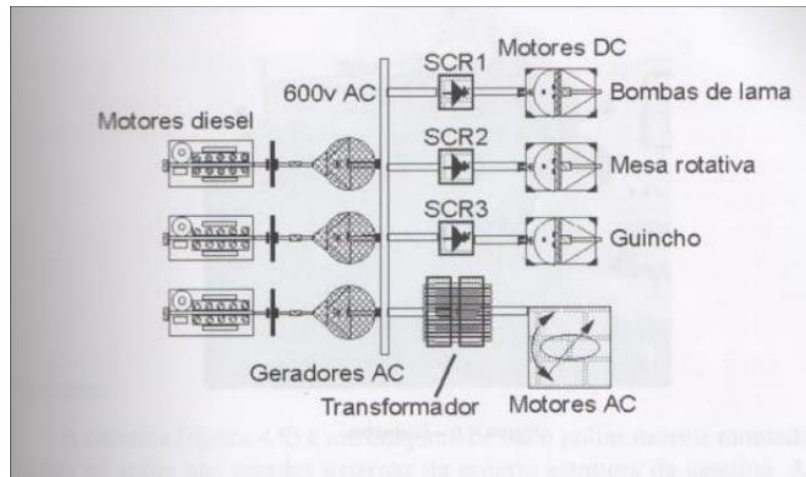 Motores DC
SCR1
600v AC
Bombas de lama
Motores diesel
SCR2
Mesa rotativa
SCR3
Guincho
Geradores AC
Transformador
Motores AC